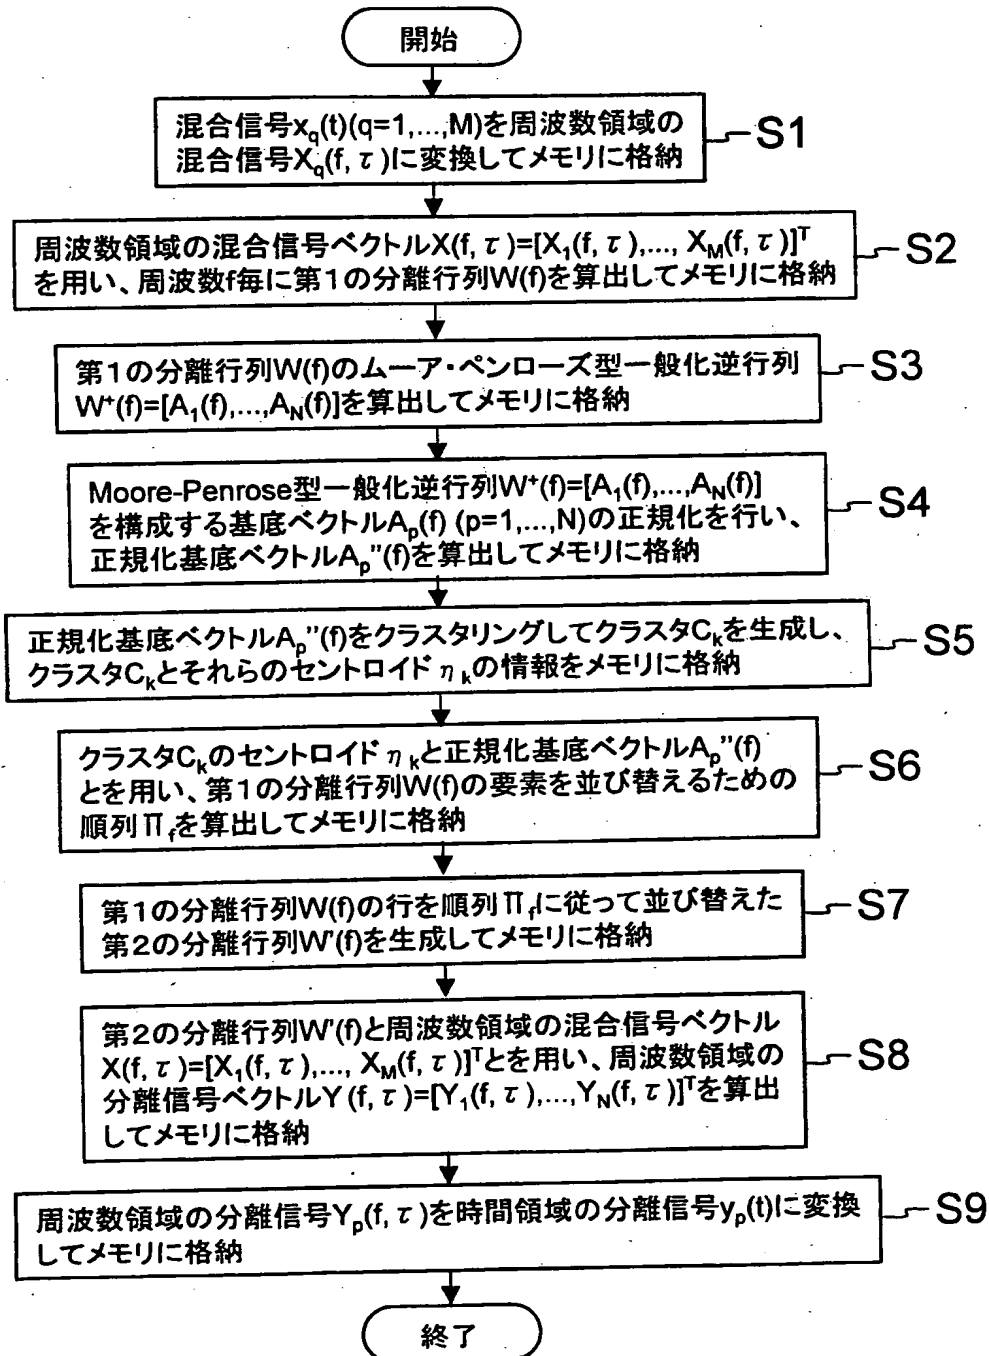 開始
混合信号x_q(t)(q=1,...,M)を周波数領域の
混合信号X_q(f, τ)に変換してメモリに格納
S1
周波数領域の混合信号ベクトルX(f, τ)=[X_1(f, τ),..., X_M(f, τ)]^T
を用い、周波数f毎に第1の分離行列W(f)を算出してメモリに格納
S2
第1の分離行列W(f)のムーア・ペンローズ型一般化逆行列
W^+(f)=[A_1(f),...,A_N(f)]を算出してメモリに格納
S3
Moore-Penrose型一般化逆行列W^+(f)=[A_1(f),...,A_N(f)]
を構成する基底ベクトルA_p(f) (p=1,...,N)の正規化を行い、
正規化基底ベクトルA_p''(f)を算出してメモリに格納
S4
正規化基底ベクトルA_p''(f)をクラスタリングしてクラスタC_kを生成し、
クラスタC_kとそれらのセントロイドη_kの情報をメモリに格納
S5
クラスタC_kのセントロイドη_kと正規化基底ベクトルA_p''(f)
とを用い、第1の分離行列W(f)の要素を並び替えるための
順列Π_fを算出してメモリに格納
S6
第1の分離行列W(f)の行を順列Π_fに従って並び替えた
第2の分離行列W'(f)を生成してメモリに格納
S7
第2の分離行列W'(f)と周波数領域の混合信号ベクトル
X(f, τ)=[X_1(f, τ),..., X_M(f, τ)]^Tとを用い、周波数領域の
分離信号ベクトルY(f, τ)=[Y_1(f, τ),...,Y_N(f, τ)]^Tを算出
してメモリに格納
S8
周波数領域の分離信号Y_p(f, τ)を時間領域の分離信号y_p(t)に変換
してメモリに格納
S9
終了